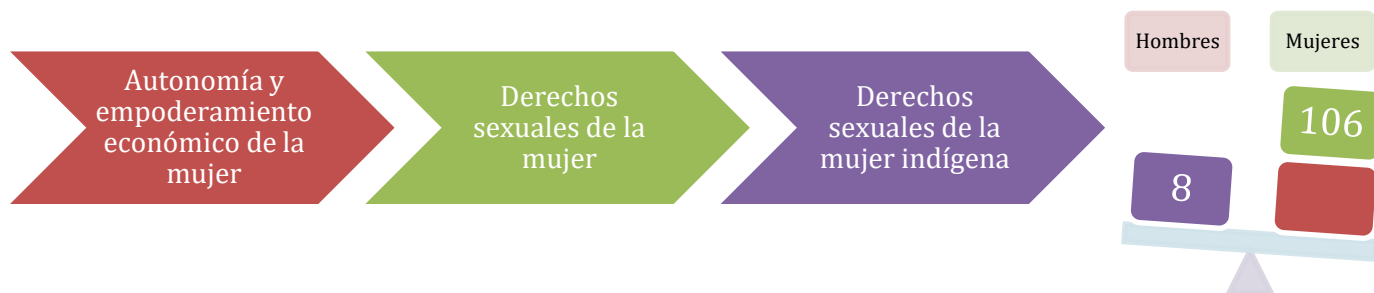 Autonomía y
empoderamiento
económico de la
mujer
Derechos
sexuales de la
mujer
Derechos
sexuales de la
mujer indígena
Hombres
Mujeres
106
8